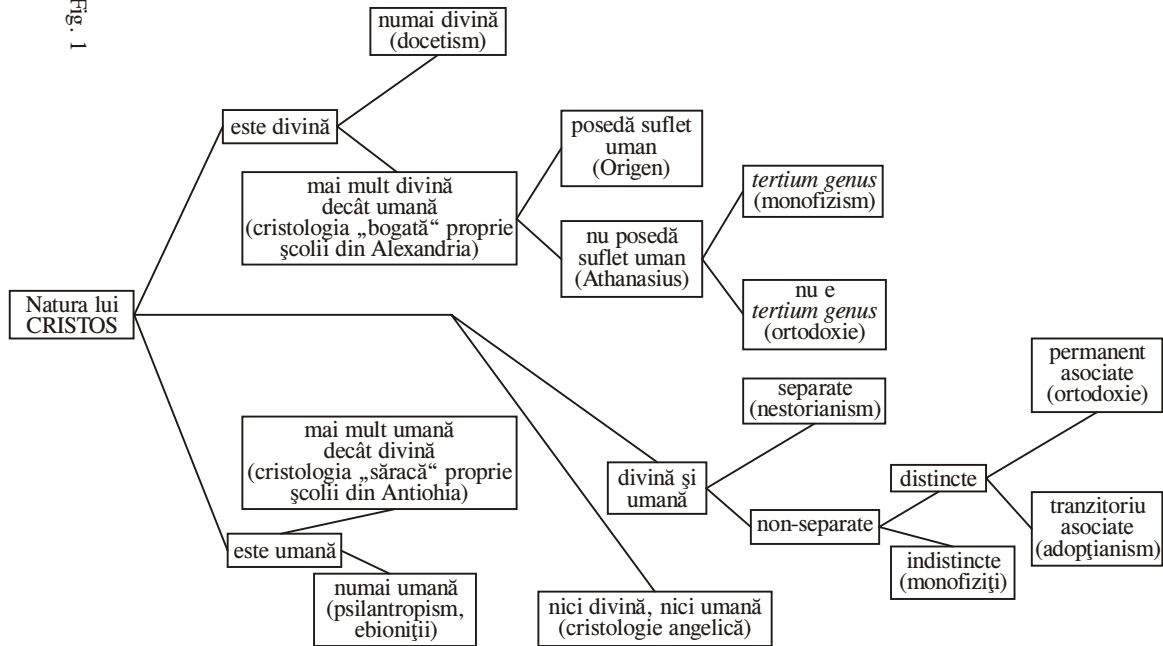 Fig. 1
numai divină
(docetism)
este divină
mai mult divină
decât umană
(cristologia „bogată“ proprie
şcolii din Alexandria)
posedă suflet
uman
(Origen)
nu posedă
suflet uman
(Athanasius)
tertium genus
(monofizism)
nu e
tertium genus
(ortodoxie)
Natura lui
CRISTOS
mai mult umană
decât divină
(cristologia „săracă“ proprie
şcolii din Antiohia)
este umană
numai umană
(psilantropism,
ebioniţii)
divină şi
umană
nici divină, nici umană
(cristologie angelică)
separate
(nestorianism)
non-separate
distincte
indistincte
(monofiziţi)
permanent
asociate
(ortodoxie)
tranzitoriu
asociate
(adopţianism)